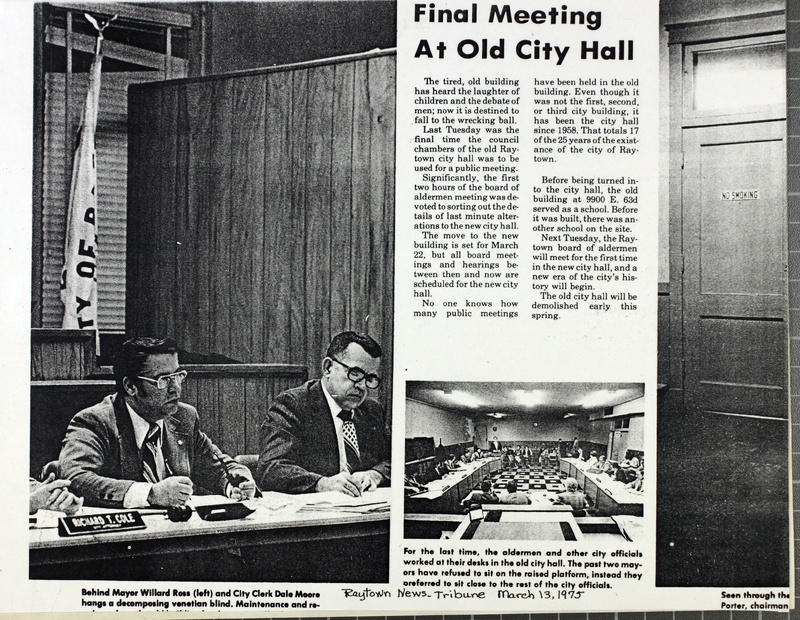 Final Meeting
At Old City Hall
The tired, old building
has heard the laughter of
children and the debate of
men; now it is destined to
fall to the wrecking ball.
Last Tuesday was the
final time the council
chambers of the old Ray-
town city hall was to be
used for a public meeting.
Significantly, the first
two hours of the board of
aldermen meeting was de-
voted to sorting out the de-
tails of last minute alter-
ations to the new city hall.
The move to the new
building is set for March
22, but all board meet-
ings and hearings be-
tween then and now are
scheduled for the new city
hall.
No one knows how
many public meetings
have been held in the old
building. Even though it
was not the first, second,
or third city building, it
has been the city hall
since 1958. That totals 17
of the 25 years of the exist-
ance of the city of Ray-
town.
Before being turned in-
to the city hall, the old
building at 9900 E. 63d
served as a school. Before
it was built, there was an-
other school on the site.
Next Tuesday, the Ray-
town board of aldermen
will meet for the first time
in the new city hall, and a
new era of the city's his-
tory will begin.
The old city hall will be
demolished early this
spring.
NO SMOKING
TY OF R
RICHARD T. COLE
CITY ATTORNEY
For the last time, the aldermen and other city officials
worked at their desks in the old city hall. The past two may-
ors have refused to sit on the raised platform, instead they
preferred to sit close to the rest of the city officials.
Behind Mayor Willard Ross (left) and City Clerk Dale Moore
hangs a decomposing venetian blind. Maintenance and re-
Raytown News-Tribune March 13, 1975
Seen through the
Porter, chairman